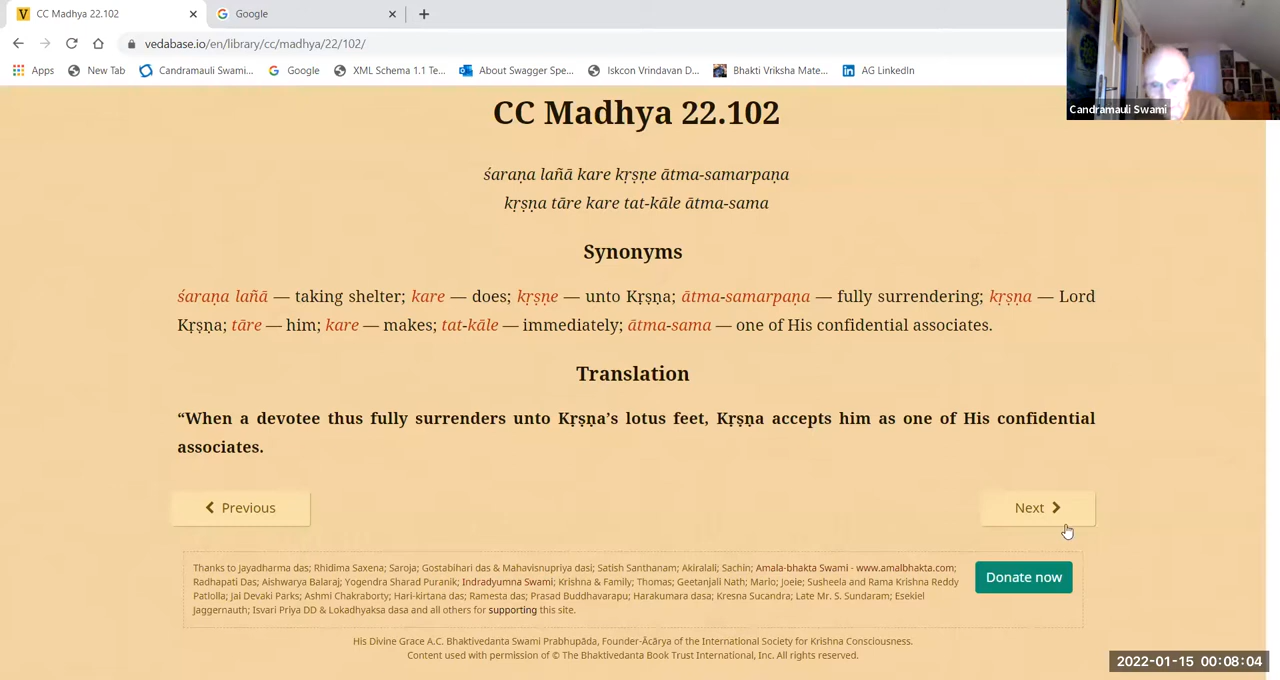 CC Madhya 22.102
Google
vedabase.io/en/library/cc/madhya/22/102/
Apps
New Tab
Candramauli Swami...
Google
XML Schema 1.1 Te...
About Swagger Spe...
Iskcon Vrindavan D...
Bhakti Vriksha Mate...
AG LinkedIn
Candramauli Swami
CC Madhya 22.102
śaraṇa lañā kare kṛṣṇe ātma-samarpaṇa
kṛṣṇa tāre kare tat-kāle ātma-sama
Synonyms
śaraṇa lañā — taking shelter; kare — does; kṛṣṇe — unto Kṛṣṇa; ātma-samarpaṇa — fully surrendering; kṛṣṇa — Lord
Kṛṣṇa; tāre — him; kare — makes; tat-kāle — immediately; ātma-sama — one of His confidential associates.
Translation
“When a devotee thus fully surrenders unto Kṛṣṇa’s lotus feet, Kṛṣṇa accepts him as one of His confidential
associates.
Previous
Next
Thanks to Jayadharma das; Rhidima Saxena; Saroja; Gostabihari das & Mahavisnupriya dasi; Satish Santhanam; Akiralali; Sachin; Amala-bhakta Swami - www.amalbhakta.com;
Radhapati Das; Aishwarya Balaraj; Yogendra Sharad Puranik; Indradyumna Swami; Krishna & Family; Thomas; Geetanjali Nath; Mario; Joeie; Susheela and Rama Krishna Reddy
Patlolla; Jai Devaki Parks; Ashmi Chakraborty; Hari-kirtana das; Ramesta das; Prasad Buddhavarapu; Harakumara dasa; Kresna Sucandra; Late Mr. S. Sundaram; Esekiel
Jaggernauth; Isvari Priya DD & Lokadhyaksa dasa and all others for supporting this site.
Donate now
His Divine Grace A.C. Bhaktivedanta Swami Prabhupāda, Founder-Ācārya of the International Society for Krishna Consciousness.
Content used with permission of © The Bhaktivedanta Book Trust International, Inc. All rights reserved.
2022-01-15 00:08:04